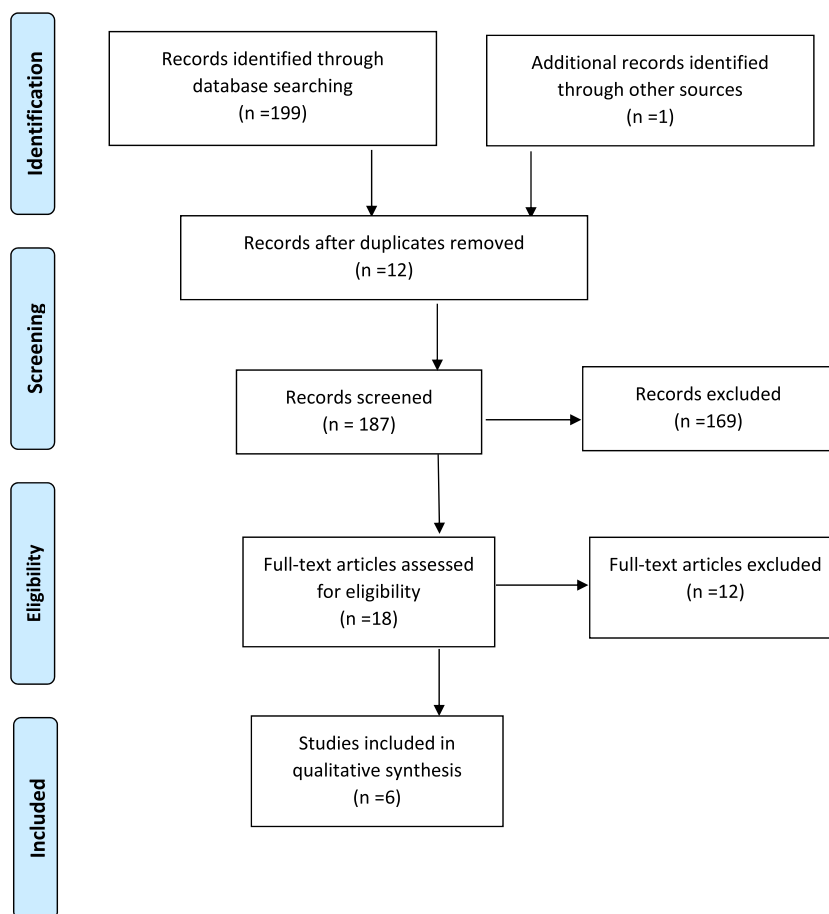 Identification
Records identified through
database searching
(n =199)
Additional records identified
through other sources
(n =1)
Records after duplicates removed
(n =12)
Screening
Records screened
(n = 187)
Records excluded
(n =169)
Eligibility
Full-text articles assessed
for eligibility
(n =18)
Full-text articles excluded
(n =12)
Included
Studies included in
qualitative synthesis
(n =6)